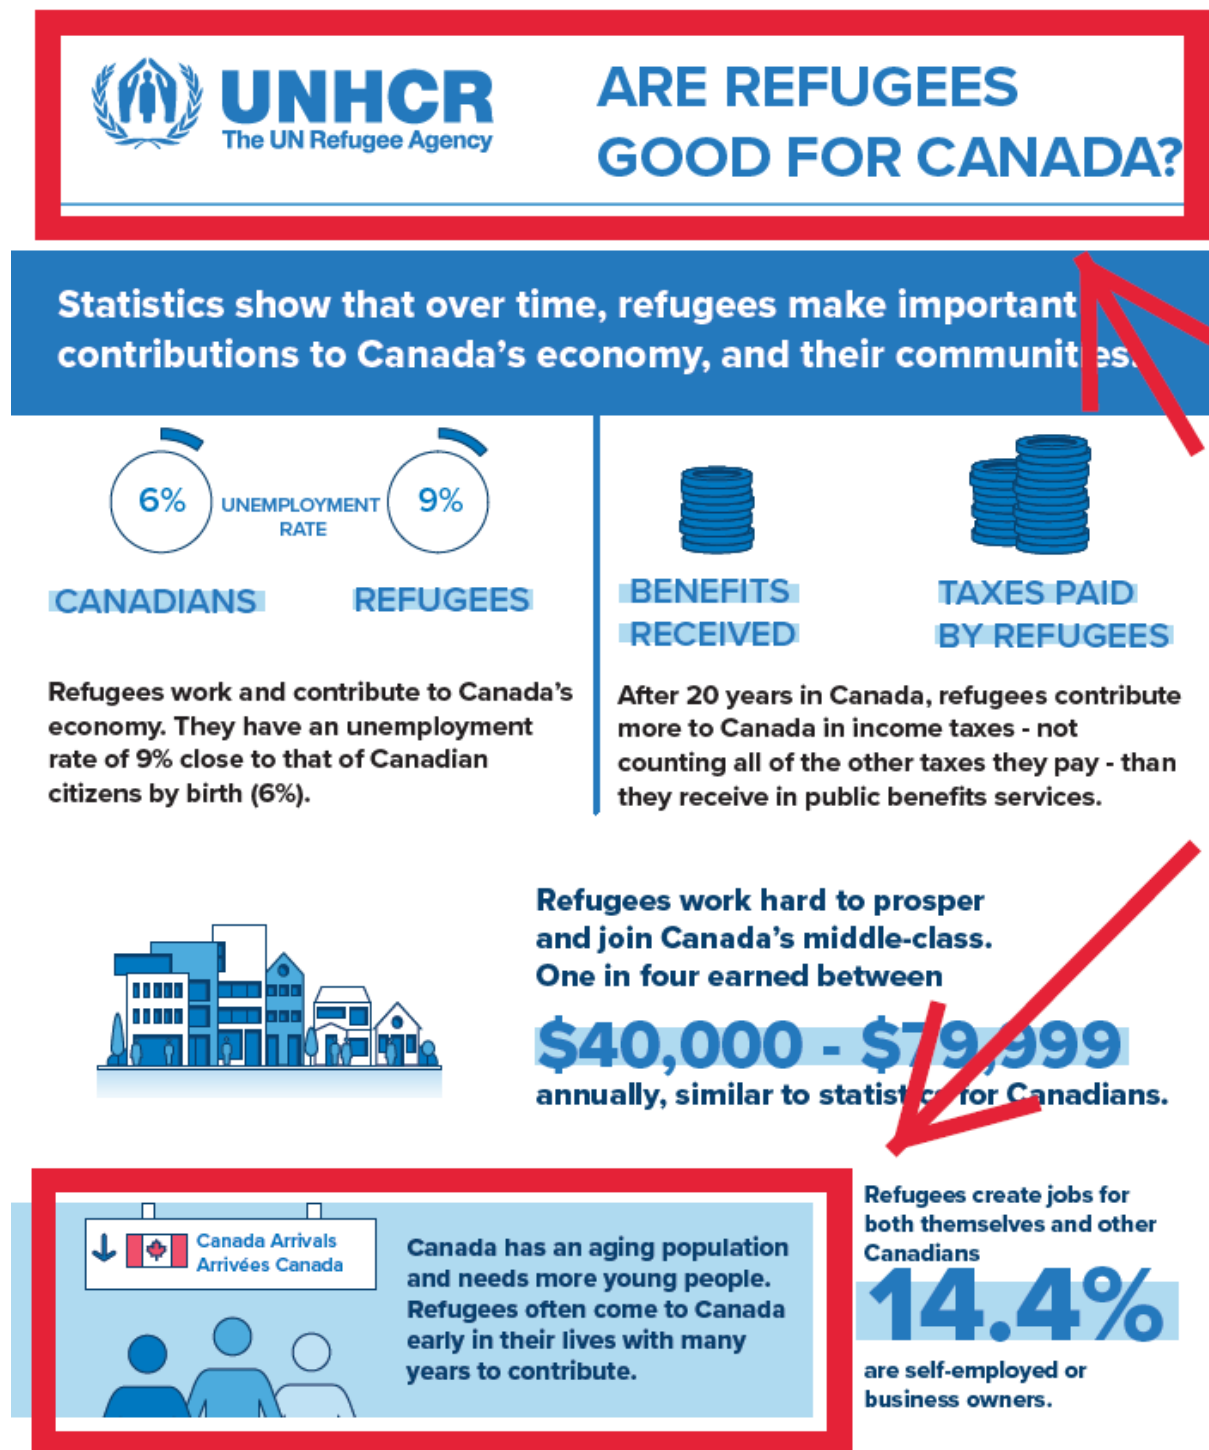 UNHCR
The UN Refugee Agency
ARE REFUGEES
GOOD FOR CANADA?
Statistics show that over time, refugees make important
contributions to Canada's economy, and their communities.
6%
UNEMPLOYMENT
RATE
9%
CANADIANS
REFUGEES
Refugees work and contribute to Canada's
economy. They have an unemployment
rate of 9% close to that of Canadian
citizens by birth (6%).
BENEFITS
RECEIVED
TAXES PAID
BY REFUGEES
After 20 years in Canada, refugees contribute
more to Canada in income taxes - not
counting all of the other taxes they pay - than
they receive in public benefits services.
Refugees work hard to prosper
and join Canada's middle-class.
One in four earned between
$40,000 - $79,999
annually, similar to statistics for Canadians.
Canada Arrivals
Arrivées Canada
Canada has an aging population
and needs more young people.
Refugees often come to Canada
early in their lives with many
years to contribute.
Refugees create jobs for
both themselves and other
Canadians
14.4%
are self-employed or
business owners.